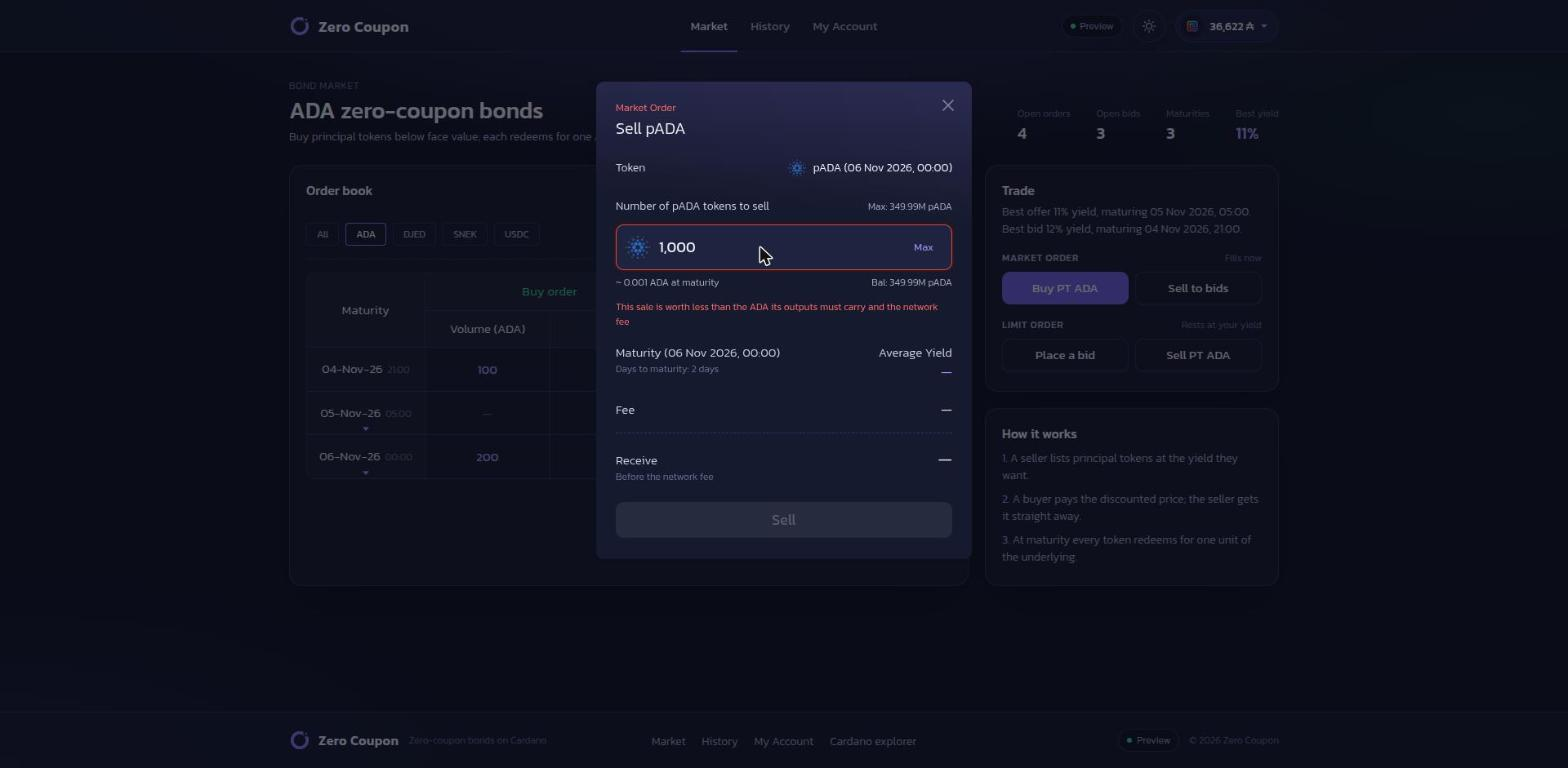 Zero Coupon
Market
History
My Account
Preview
36,622 ₳
BOND MARKET
ADA zero-coupon bonds
Buy principal tokens below face value; each redeems for one
Open orders
4
Open bids
3
Maturities
3
Best yield
11%
Order book
All
ADA
DJED
SNEK
USDC
Maturity
Buy order
Volume (ADA)
04-Nov-26 21:00
100
05-Nov-26 05:00
—
06-Nov-26 00:00
200
Market Order
Sell pADA
Token
pADA (06 Nov 2026, 00:00)
Number of pADA tokens to sell
Max: 349.99M pADA
1,000
Max
~ 0.001 ADA at maturity
Bal: 349.99M pADA
This sale is worth less than the ADA its outputs must carry and the network
fee
Maturity (06 Nov 2026, 00:00)
Average Yield
Days to maturity: 2 days
—
Fee
—
Receive
—
Before the network fee
Sell
Trade
Best offer 11% yield, maturing 05 Nov 2026, 05:00.
Best bid 12% yield, maturing 04 Nov 2026, 21:00.
MARKET ORDER
Fills now
Buy PT ADA
Sell to bids
LIMIT ORDER
Rests at your yield
Place a bid
Sell PT ADA
How it works
1. A seller lists principal tokens at the yield they
want.
2. A buyer pays the discounted price; the seller gets
it straight away.
3. At maturity every token redeems for one unit of
the underlying.
Zero Coupon
Zero-coupon bonds on Cardano
Market
History
My Account
Cardano explorer
Preview
© 2026 Zero Coupon